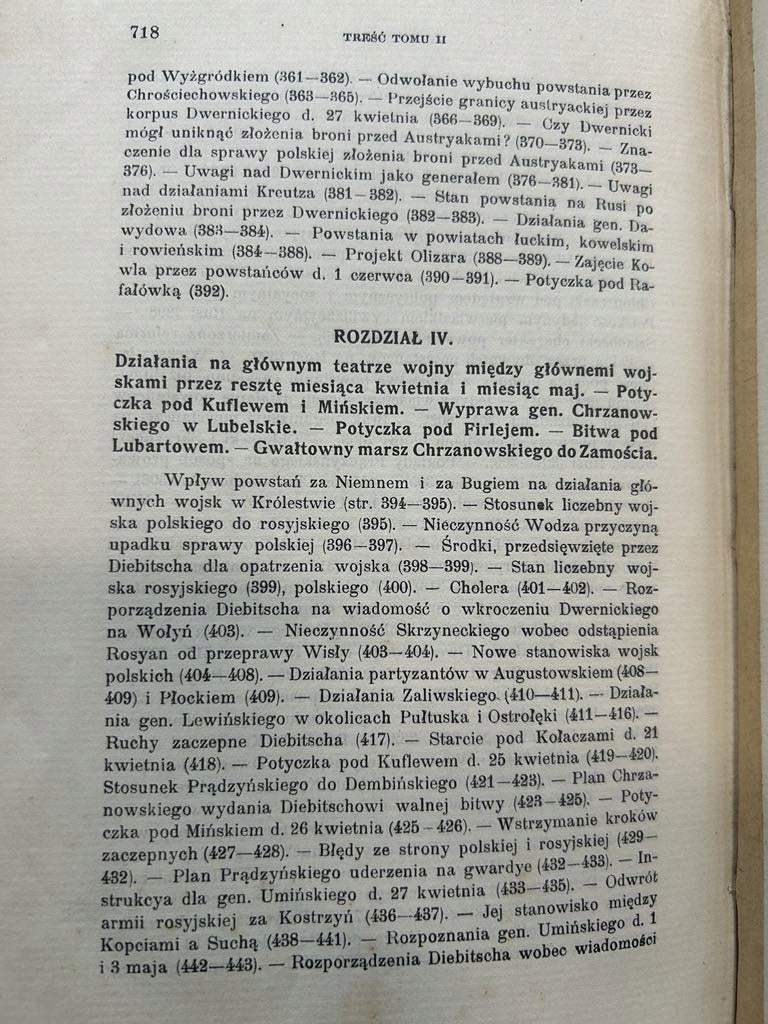 718
TREŚĆ TOMU II
pod Wyżgródkiem (361—362). — Odwołanie wybuchu powstania przez
Chrościechowskiego (363—365). — Przejście granicy austryackiej przez
korpus Dwernickiego d. 27 kwietnia (366—369). — Czy Dwernicki
mógł uniknąć złożenia broni przed Austryakami? (370—373). — Zna-
czenie dla sprawy polskiej złożenia broni przed Austryakami (373—
376). — Uwagi nad Dwernickim jako generałem (376—381). — Uwagi
nad działaniami Kreutza (381—382). — Stan powstania na Rusi po
złożeniu broni przez Dwernickiego (382—383). — Działania gen. Da-
wydowa (383—384). — Powstania w powiatach łuckim, kowelskim
i rowieńskim (384—388). — Projekt Olizara (388—389). — Zajęcie Ko-
wla przez powstańców d. 1 czerwca (390—391). — Potyczka pod Ra-
fałówką (392).
ROZDZIAŁ IV.
Działania na głównym teatrze wojny między głównemi woj-
skami przez resztę miesiąca kwietnia i miesiąc maj. — Poty-
czka pod Kuflewem i Mińskiem. — Wyprawa gen. Chrzanow-
skiego w Lubelskie. — Potyczka pod Firlejem. — Bitwa pod
Lubartowem. — Gwałtowny marsz Chrzanowskiego do Zamościa.
Wpływ powstań za Niemnem i za Bugiem na działania głó-
wnych wojsk w Królestwie (str. 394—395). — Stosunek liczebny woj-
ska polskiego do rosyjskiego (395). — Nieczynność Wodza przyczyną
upadku sprawy polskiej (396—397). — Środki, przedsięwzięte przez
Diebitscha dla opatrzenia wojska (398—399). — Stan liczebny woj-
ska rosyjskiego (399), polskiego (400). — Cholera (401—402). — Roz-
porządzenia Diebitscha na wiadomość o wkroczeniu Dwernickiego
na Wołyń (403). — Nieczynność Skrzyneckiego wobec odstąpienia
Rosyan od przeprawy Wisły (403—404). — Nowe stanowiska wojsk
polskich (404—408). — Działania partyzantów w Augustowskiem (408—
409) i Płockiem (409). — Działania Zaliwskiego (410—411). — Działa-
nia gen. Lewińskiego w okolicach Pułtuska i Ostrołęki (411—416). —
Ruchy zaczepne Diebitscha (417). — Starcie pod Kołaczami d. 21
kwietnia (418). — Potyczka pod Kuflewem d. 25 kwietnia (419—420).
Stosunek Prądzyńskiego do Dembińskiego (421—423). — Plan Chrza-
nowskiego wydania Diebitschowi walnej bitwy (423—425). — Poty-
czka pod Mińskiem d. 26 kwietnia (425—426). — Wstrzymanie kroków
zaczepnych (427—428). — Błędy ze strony polskiej i rosyjskiej (429—
432). — Plan Prądzyńskiego uderzenia na gwardye (432—433). — In-
strukcya dla gen. Umińskiego d. 27 kwietnia (433—435). — Odwrót
armii rosyjskiej za Kostrzyń (436—437). — Jej stanowisko między
Kopciami a Suchą (438—441). — Rozpoznania gen. Umińskiego d. 1
i 3 maja (442—443). — Rozporządzenia Diebitscha wobec wiadomości